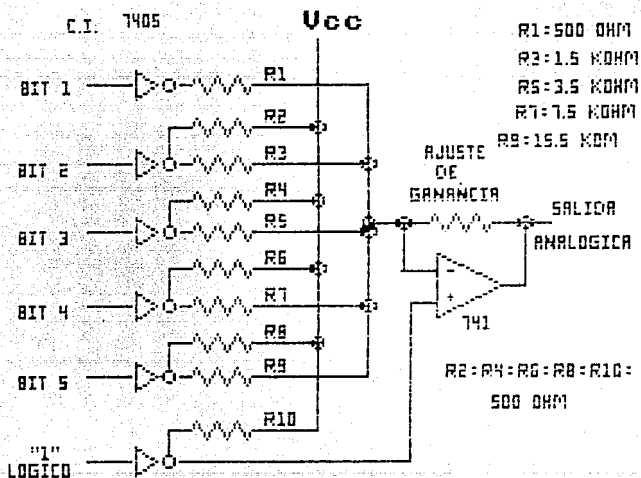 C.I. 7405
Vcc
R1=500 OHM
R3=1.5 KOHM
R5=3.5 KOHM
R7=7.5 KOHM
R9=15.5 KOM
BIT 1
R1
R2
BIT 2
R3
R4
BIT 3
R5
R6
BIT 4
R7
R8
BIT 5
R9
R10
"1"
LOGICO
AJUSTE
DE
GANANCIA
SALIDA
ANALOGICA
-
+
741
R2=R4=R6=R8=R10=
500 OHM